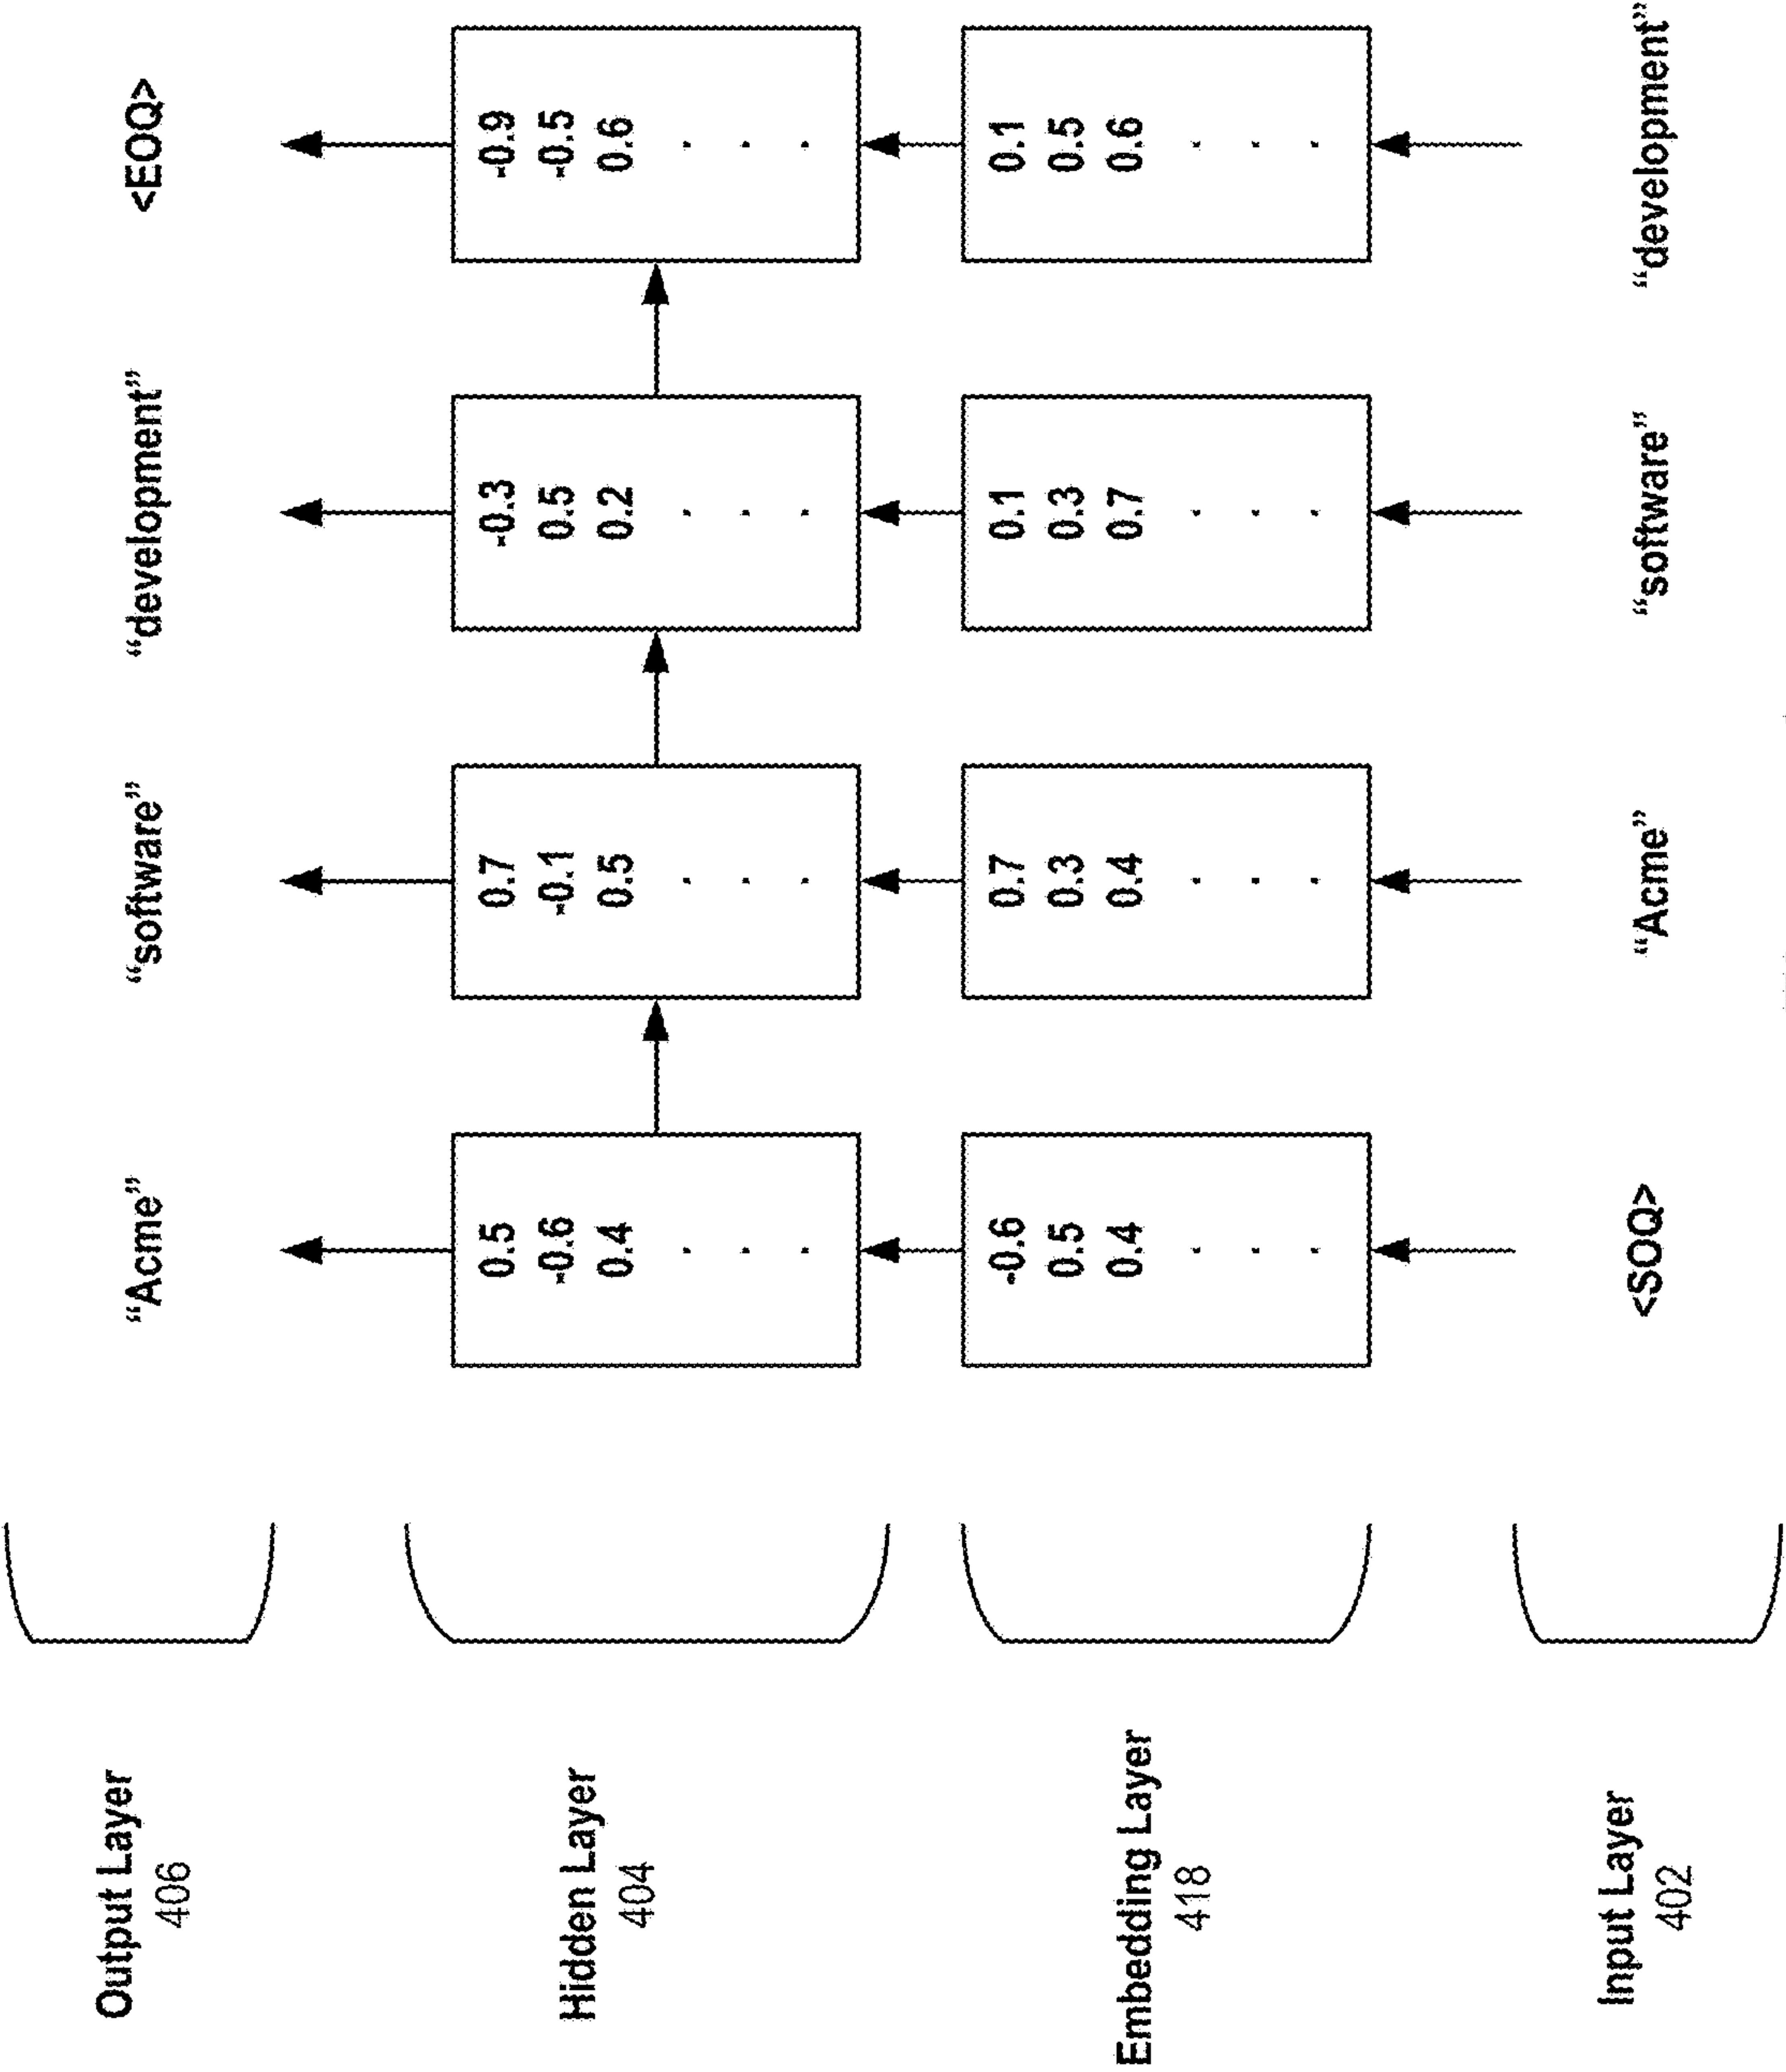 Output Layer
406
"Acme" "software" "development" <EOQ>
Hidden Layer
404
0.5 0.7 -0.3 -0.9
-0.6 -0.1 0.5 -0.5
0.4 0.5 0.2 0.6
Embedding Layer
418
-0.6 0.7 0.1 0.1
0.5 0.3 0.3 0.5
0.4 0.4 0.7 0.6
Input Layer
402
<SOQ> "Acme" "software" "development"